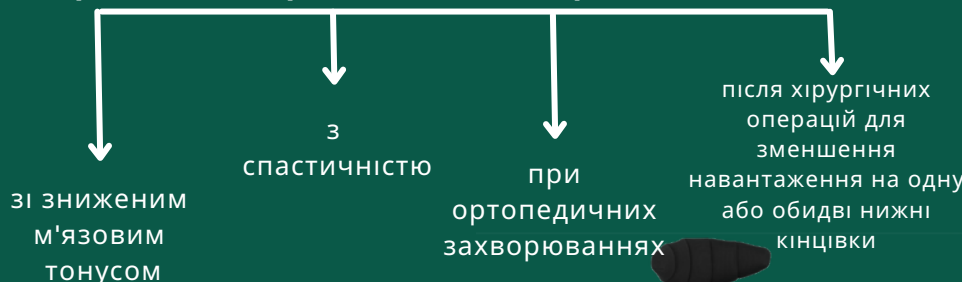 зі зниженим
м'язовим
тонусом
з
спастичністю
при
ортопедичних
захворюваннях
після хірургічних
операцій для
зменшення
навантаження на одну
або обидві нижні
кінцівки